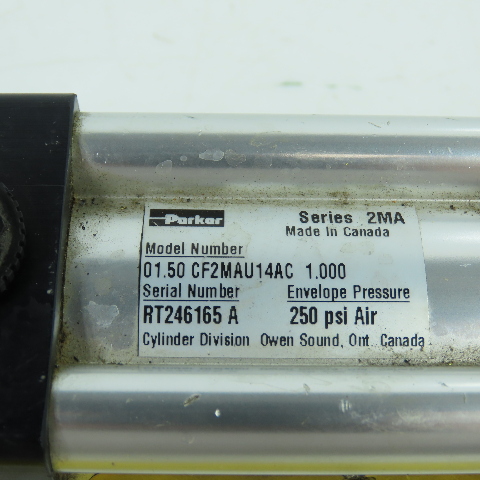 Parker Series 2MA
Made In Canada
Model Number
01.50 CF2MAU14AC 1.000
Serial Number Envelope Pressure
RT246165 A 250 psi Air
Cylinder Division Owen Sound, Ont. Canada